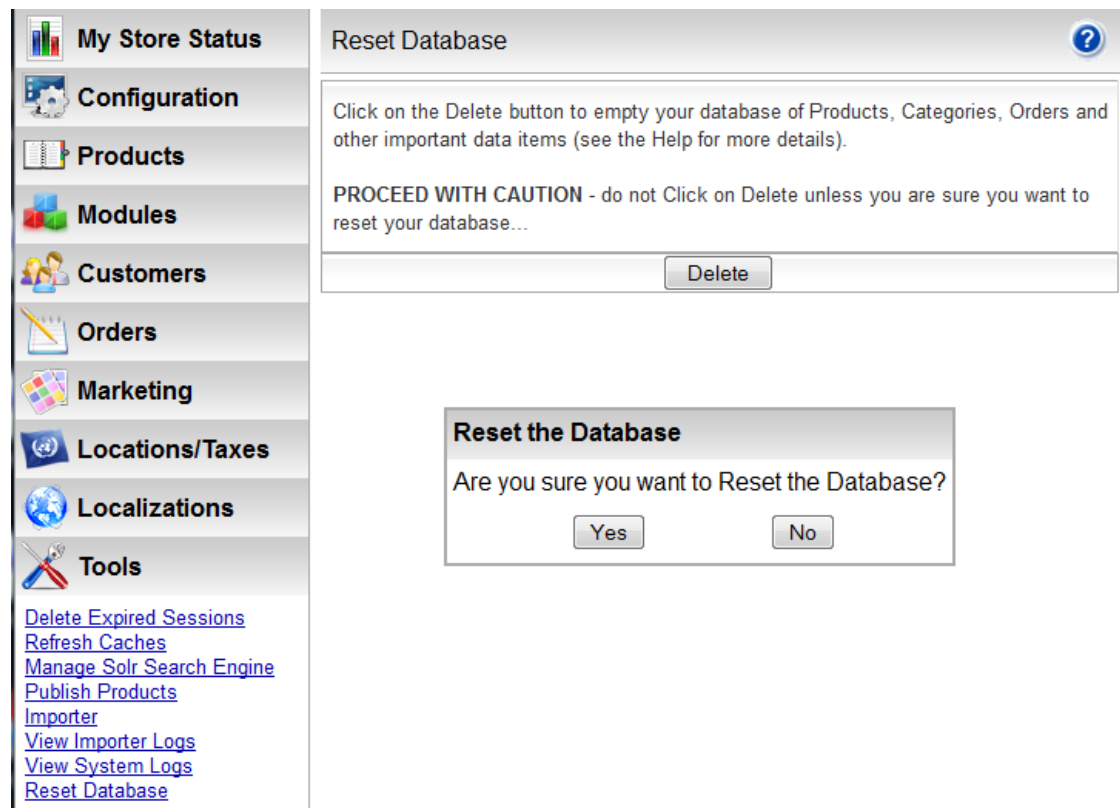 My Store Status
Configuration
Products
Modules
Customers
Orders
Marketing
Locations/Taxes
Localizations
Tools
Delete Expired Sessions
Refresh Caches
Manage Solr Search Engine
Publish Products
Importer
View Importer Logs
View System Logs
Reset Database
Reset Database
?
Click on the Delete button to empty your database of Products, Categories, Orders and
other important data items (see the Help for more details).
PROCEED WITH CAUTION - do not Click on Delete unless you are sure you want to
reset your database...
Delete
Reset the Database
Are you sure you want to Reset the Database?
Yes No